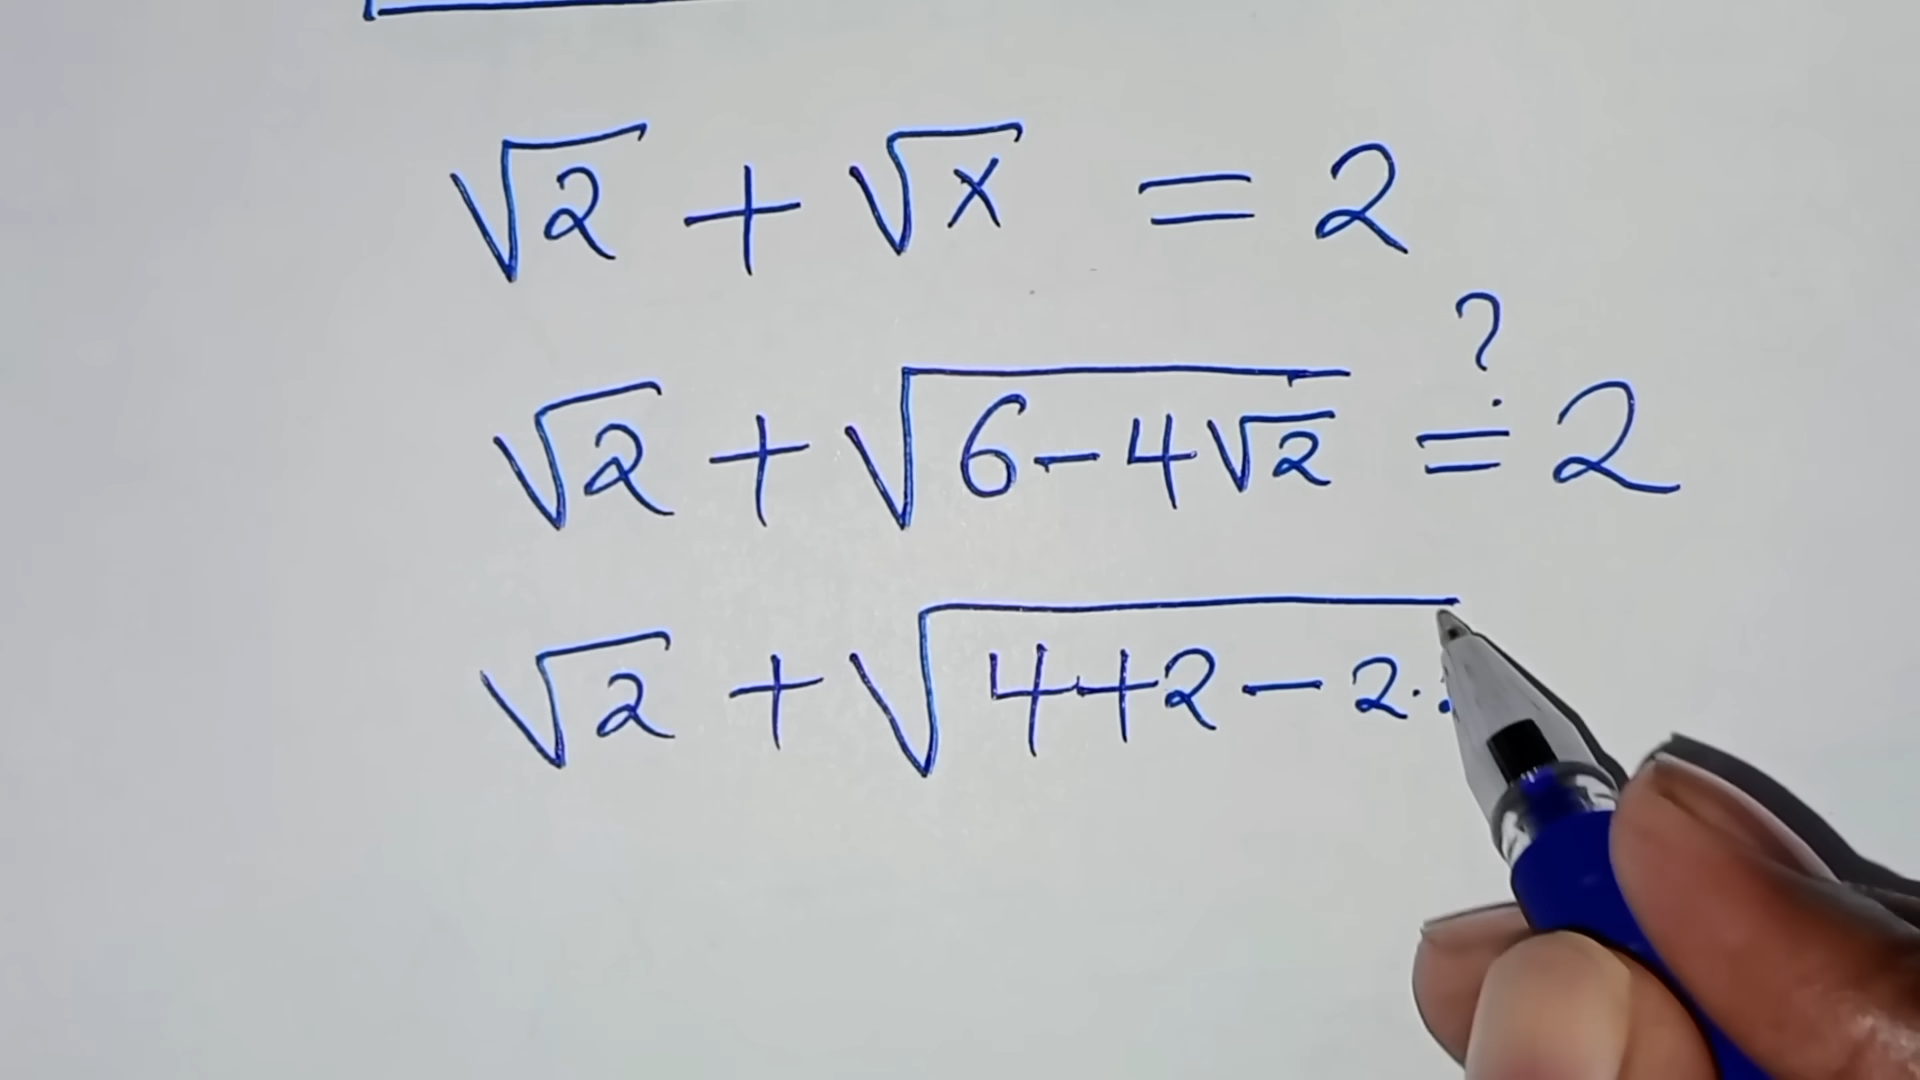 √2 + √x = 2
?
√2 + √(6 - 4√2) = 2
√2 + √(4+2 - 2·